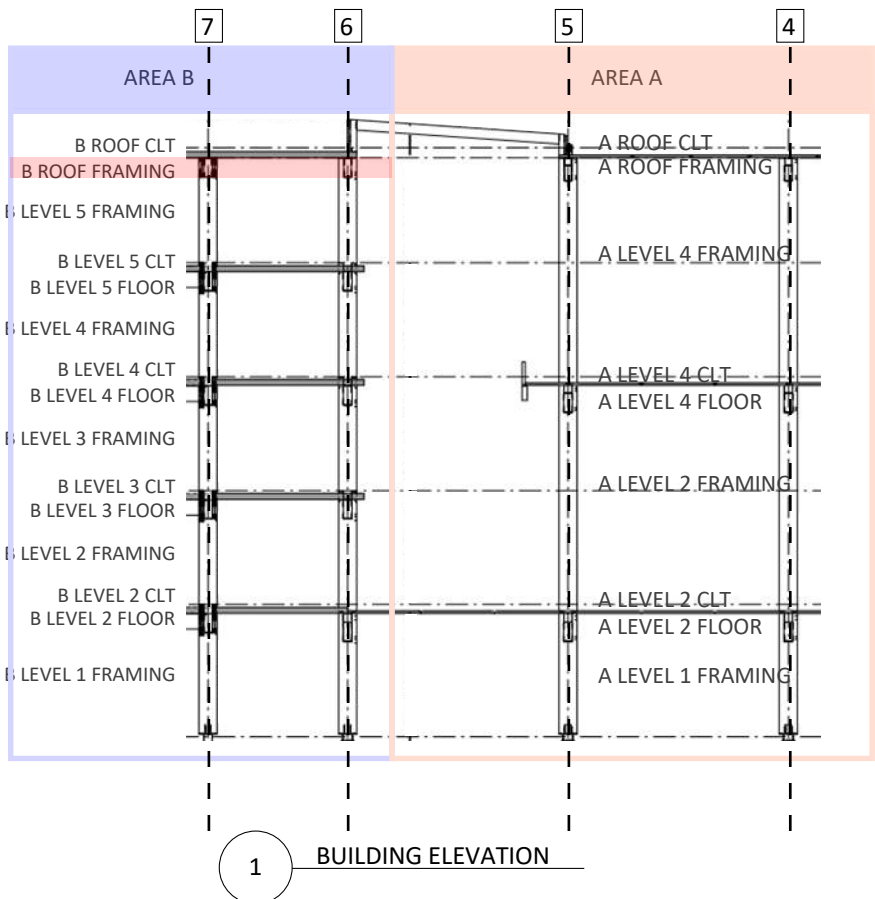 7 6 5 4
AREA B
AREA A
B ROOF CLT
B ROOF FRAMING
B LEVEL 5 FRAMING
B LEVEL 5 CLT
B LEVEL 5 FLOOR
B LEVEL 4 FRAMING
B LEVEL 4 CLT
B LEVEL 4 FLOOR
B LEVEL 3 FRAMING
B LEVEL 3 CLT
B LEVEL 3 FLOOR
B LEVEL 2 FRAMING
B LEVEL 2 CLT
B LEVEL 2 FLOOR
B LEVEL 1 FRAMING
A ROOF CLT
A ROOF FRAMING
A LEVEL 4 FRAMING
A LEVEL 4 CLT
A LEVEL 4 FLOOR
A LEVEL 2 FRAMING
A LEVEL 2 CLT
A LEVEL 2 FLOOR
A LEVEL 1 FRAMING
1 BUILDING ELEVATION